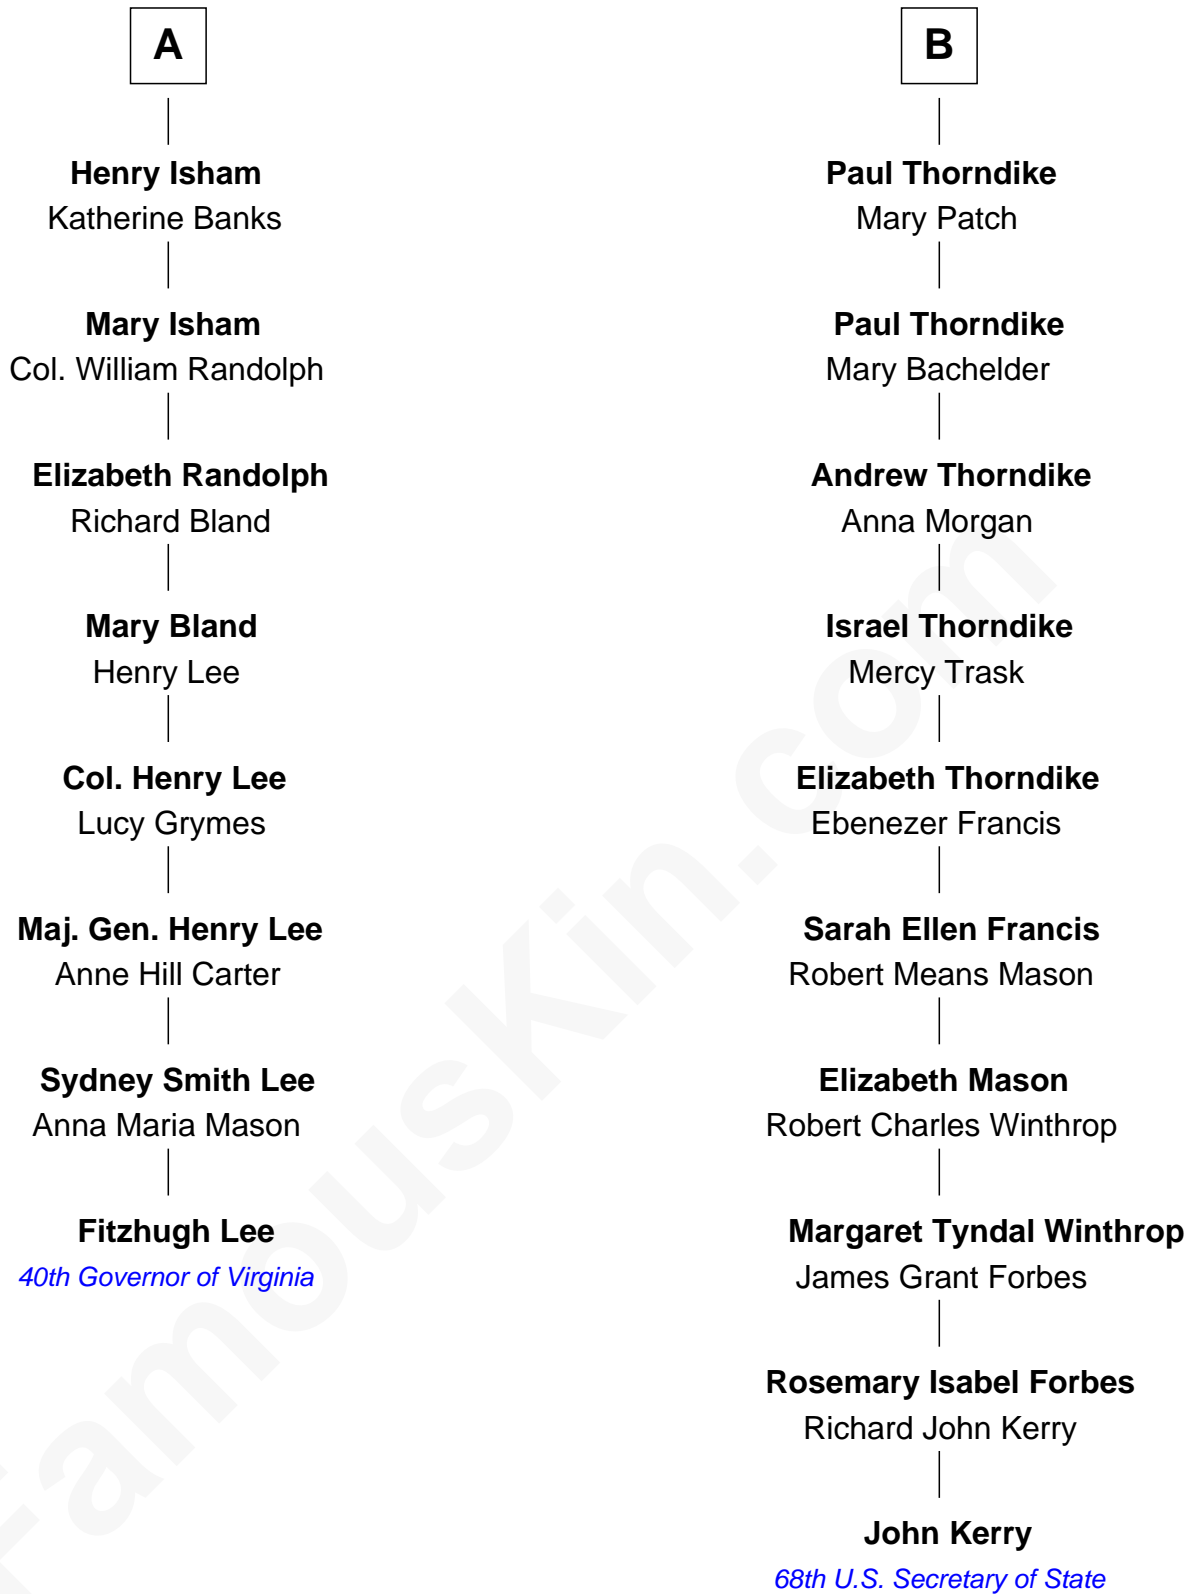 A
Henry Isham
Katherine Banks
Mary Isham
Col. William Randolph
Elizabeth Randolph
Richard Bland
Mary Bland
Henry Lee
Col. Henry Lee
Lucy Grymes
Maj. Gen. Henry Lee
Anne Hill Carter
Sydney Smith Lee
Anna Maria Mason
Fitzhugh Lee
40th Governor of Virginia
B
Paul Thorndike
Mary Patch
Paul Thorndike
Mary Bachelder
Andrew Thorndike
Anna Morgan
Israel Thorndike
Mercy Trask
Elizabeth Thorndike
Ebenezer Francis
Sarah Ellen Francis
Robert Means Mason
Elizabeth Mason
Robert Charles Winthrop
Margaret Tyndal Winthrop
James Grant Forbes
Rosemary Isabel Forbes
Richard John Kerry
John Kerry
68th U.S. Secretary of State
FamousKin.com